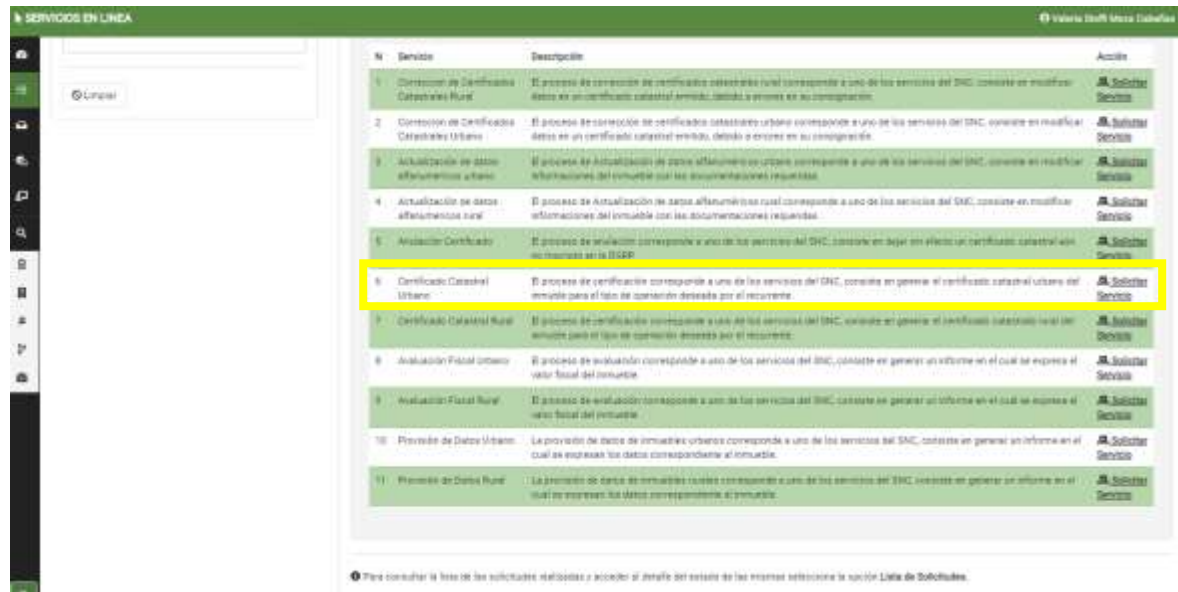 SERVICIOS EN LINEA
Limpiar
N Servicio Descripción Acción
1 Correccion de Certificados El proceso de corrección de certificados catastrales rural corresponde a uno de los servicios del SNC, consiste en modificar Solicitar
Catastrales Rural datos en un certificado catastral emitido, debido a errores en su consignación. Servicio
2 Correccion de Certificados El proceso de corrección de certificados catastrales urbano corresponde a uno de los servicios del SNC, consiste en modificar Solicitar
Catastrales Urbano datos en un certificado catastral emitido, debido a errores en su consignación. Servicio
3 Actualización de datos El proceso de Actualización de datos alfanuméricos urbano corresponde a uno de los servicios del SNC, consiste en modificar Solicitar
alfanumericos urbano informaciones del inmueble con las documentaciones requeridas. Servicio
4 Actualización de datos El proceso de Actualización de datos alfanuméricos rural corresponde a uno de los servicios del SNC, consiste en modificar Solicitar
alfanumericos rural informaciones del inmueble con las documentaciones requeridas. Servicio
5 Anulación Certificado El proceso de anulación corresponde a uno de los servicios del SNC, consiste en dejar sin efecto un certificado catastral aún Solicitar
no inscripto en la DGRP. Servicio
6 Certificado Catastral El proceso de certificación corresponde a uno de los servicios del SNC, consiste en generar el certificado catastral urbano del Solicitar
Urbano inmueble para el tipo de operación deseada por el recurrente. Servicio
7 Certificado Catastral Rural El proceso de certificación corresponde a uno de los servicios del SNC, consiste en generar el certificado catastral rural del Solicitar
inmueble para el tipo de operación deseada por el recurrente. Servicio
8 Avaluación Fiscal Urbano El proceso de avaluación corresponde a uno de los servicios del SNC, consiste en generar un informe en el cual se expresa el Solicitar
valor fiscal del inmueble. Servicio
9 Avaluación Fiscal Rural El proceso de avaluación corresponde a uno de los servicios del SNC, consiste en generar un informe en el cual se expresa el Solicitar
valor fiscal del inmueble. Servicio
10 Provisión de Datos Urbano La provisión de datos de inmuebles urbanos corresponde a uno de los servicios del SNC, consiste en generar un informe en el Solicitar
cual se expresan los datos correspondiente al inmueble. Servicio
11 Provisión de Datos Rural La provisión de datos de inmuebles rurales corresponde a uno de los servicios del SNC, consiste en generar un informe en el Solicitar
cual se expresan los datos correspondiente al inmueble. Servicio
Para consultar la lista de las solicitudes realizadas y acceder al detalle del estado de las mismas seleccione la opción Lista de Solicitudes.